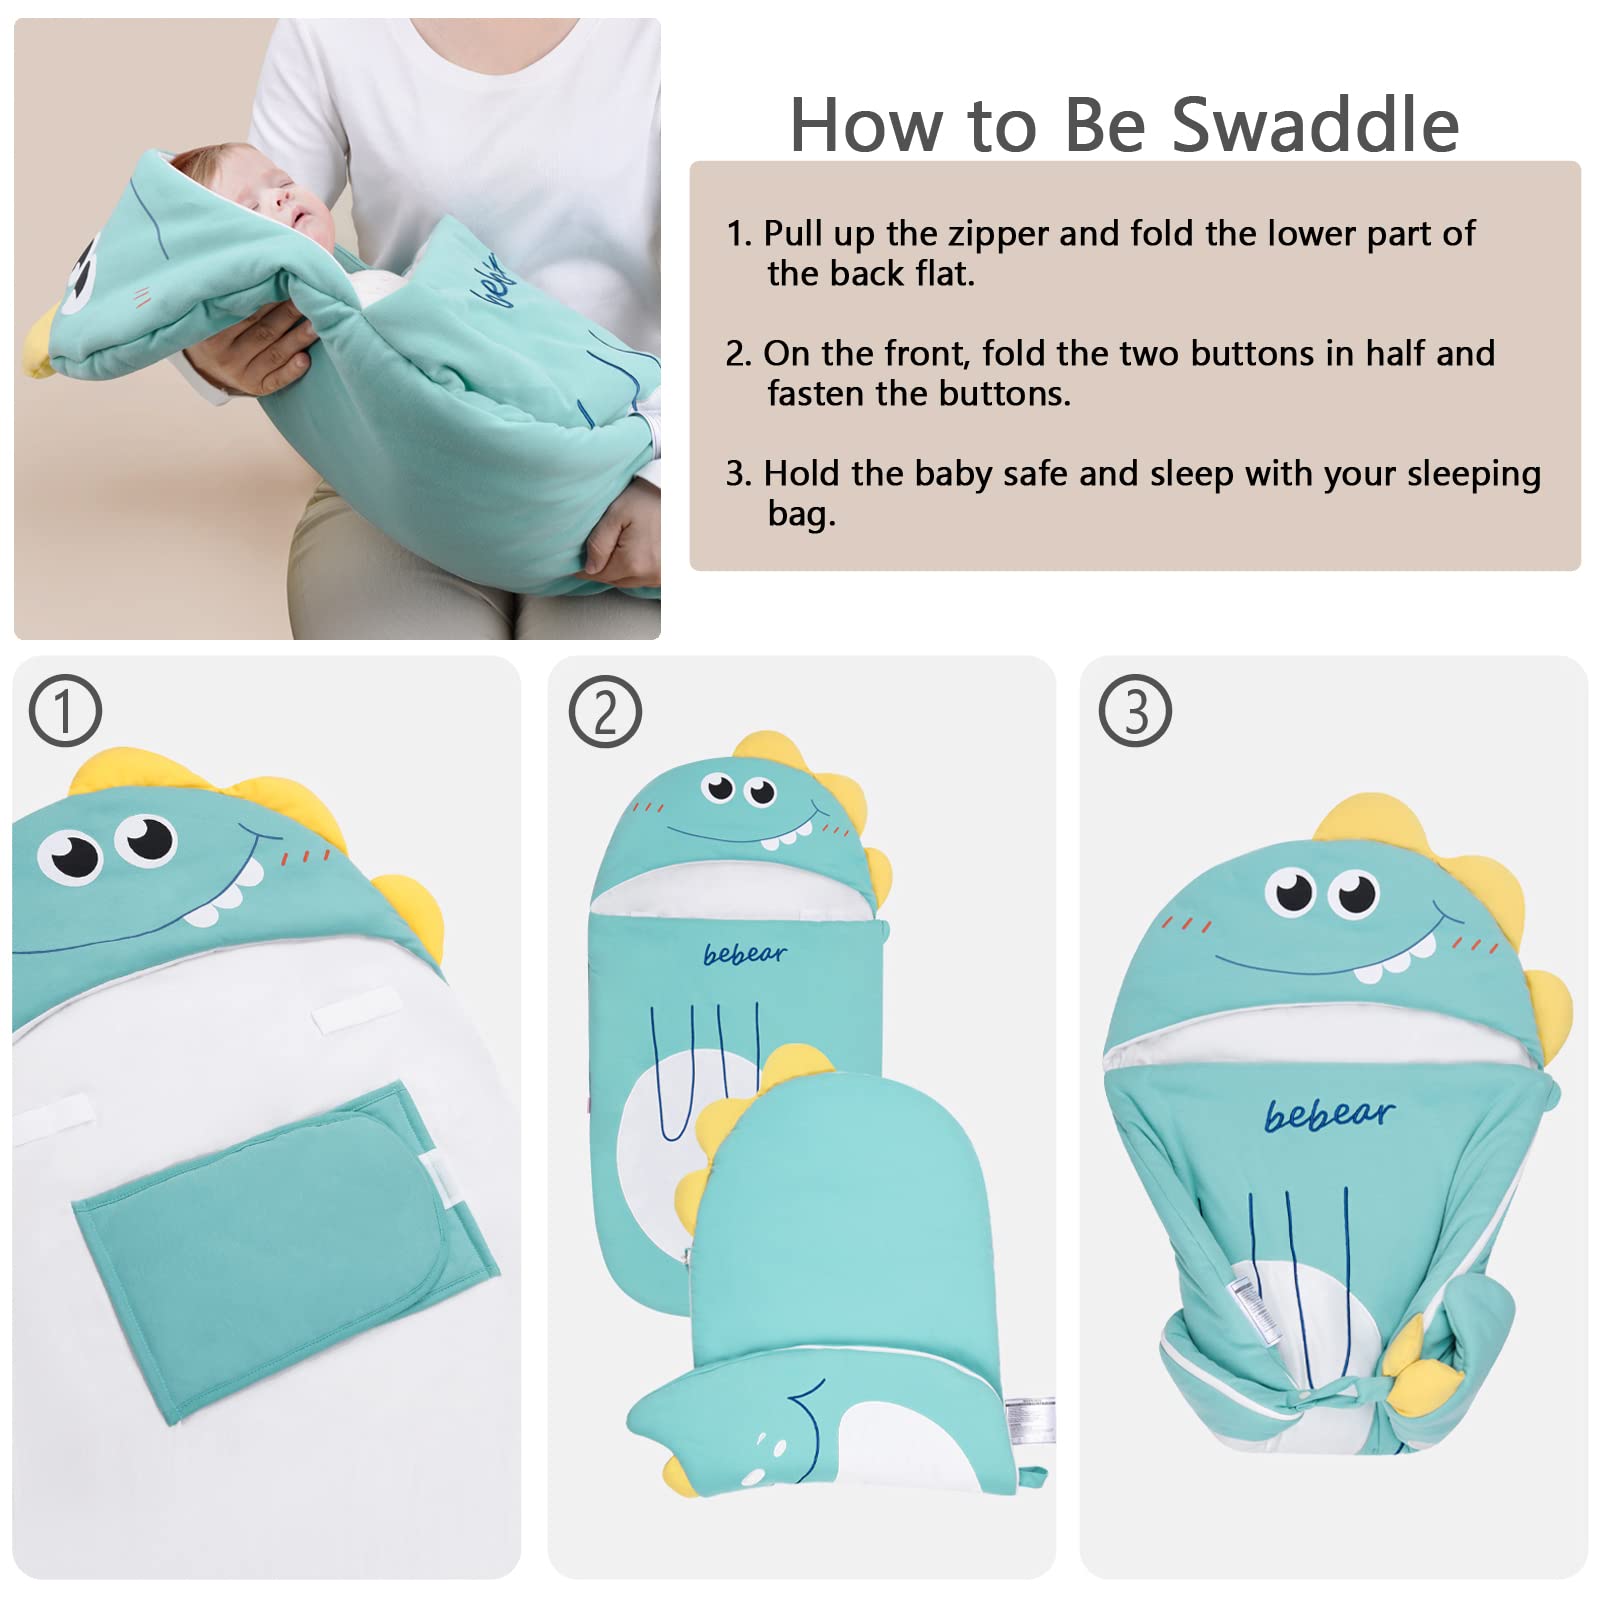 How to Be Swaddle
1. Pull up the zipper and fold the lower part of
the back flat.
2. On the front, fold the two buttons in half and
fasten the buttons.
3. Hold the baby safe and sleep with your sleeping
bag.
1
2
3
bebear
bebear